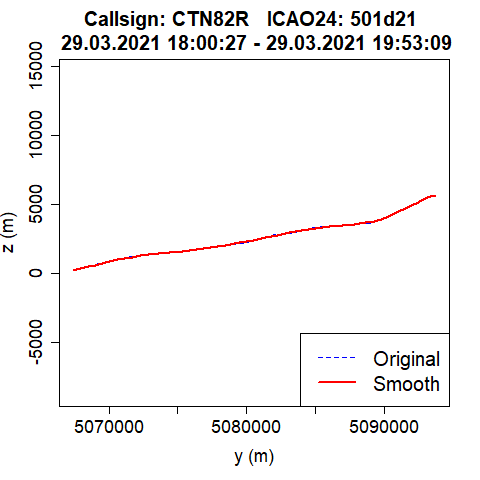 Callsign: CTN82R   ICAO24: 501d21
29.03.2021 18:00:27 - 29.03.2021 19:53:09
15000
10000
5000
0
-5000
z (m)
5070000
5080000
5090000
y (m)
Original
Smooth